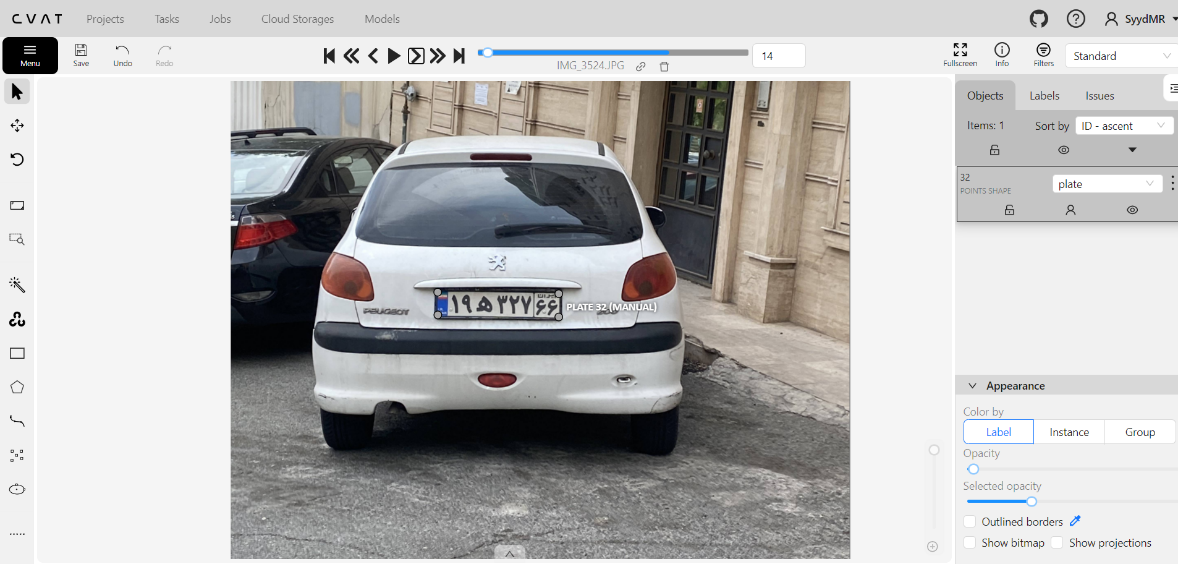 CVAT Projects Tasks Jobs Cloud Storages Models SyydMR
Menu Save Undo Redo 14 Fullscreen Info Filters Standard
IMG_3524.JPG
Objects Labels Issues
Items: 1 Sort by ID - ascent
32 plate
POINTS SHAPE
۱۹ ه ۳۲۷ ۶۶
PLATE 32 (MANUAL)
PEUGEOT
Appearance
Color by
Label Instance Group
Opacity
Selected opacity
Outlined borders
Show bitmap Show projections